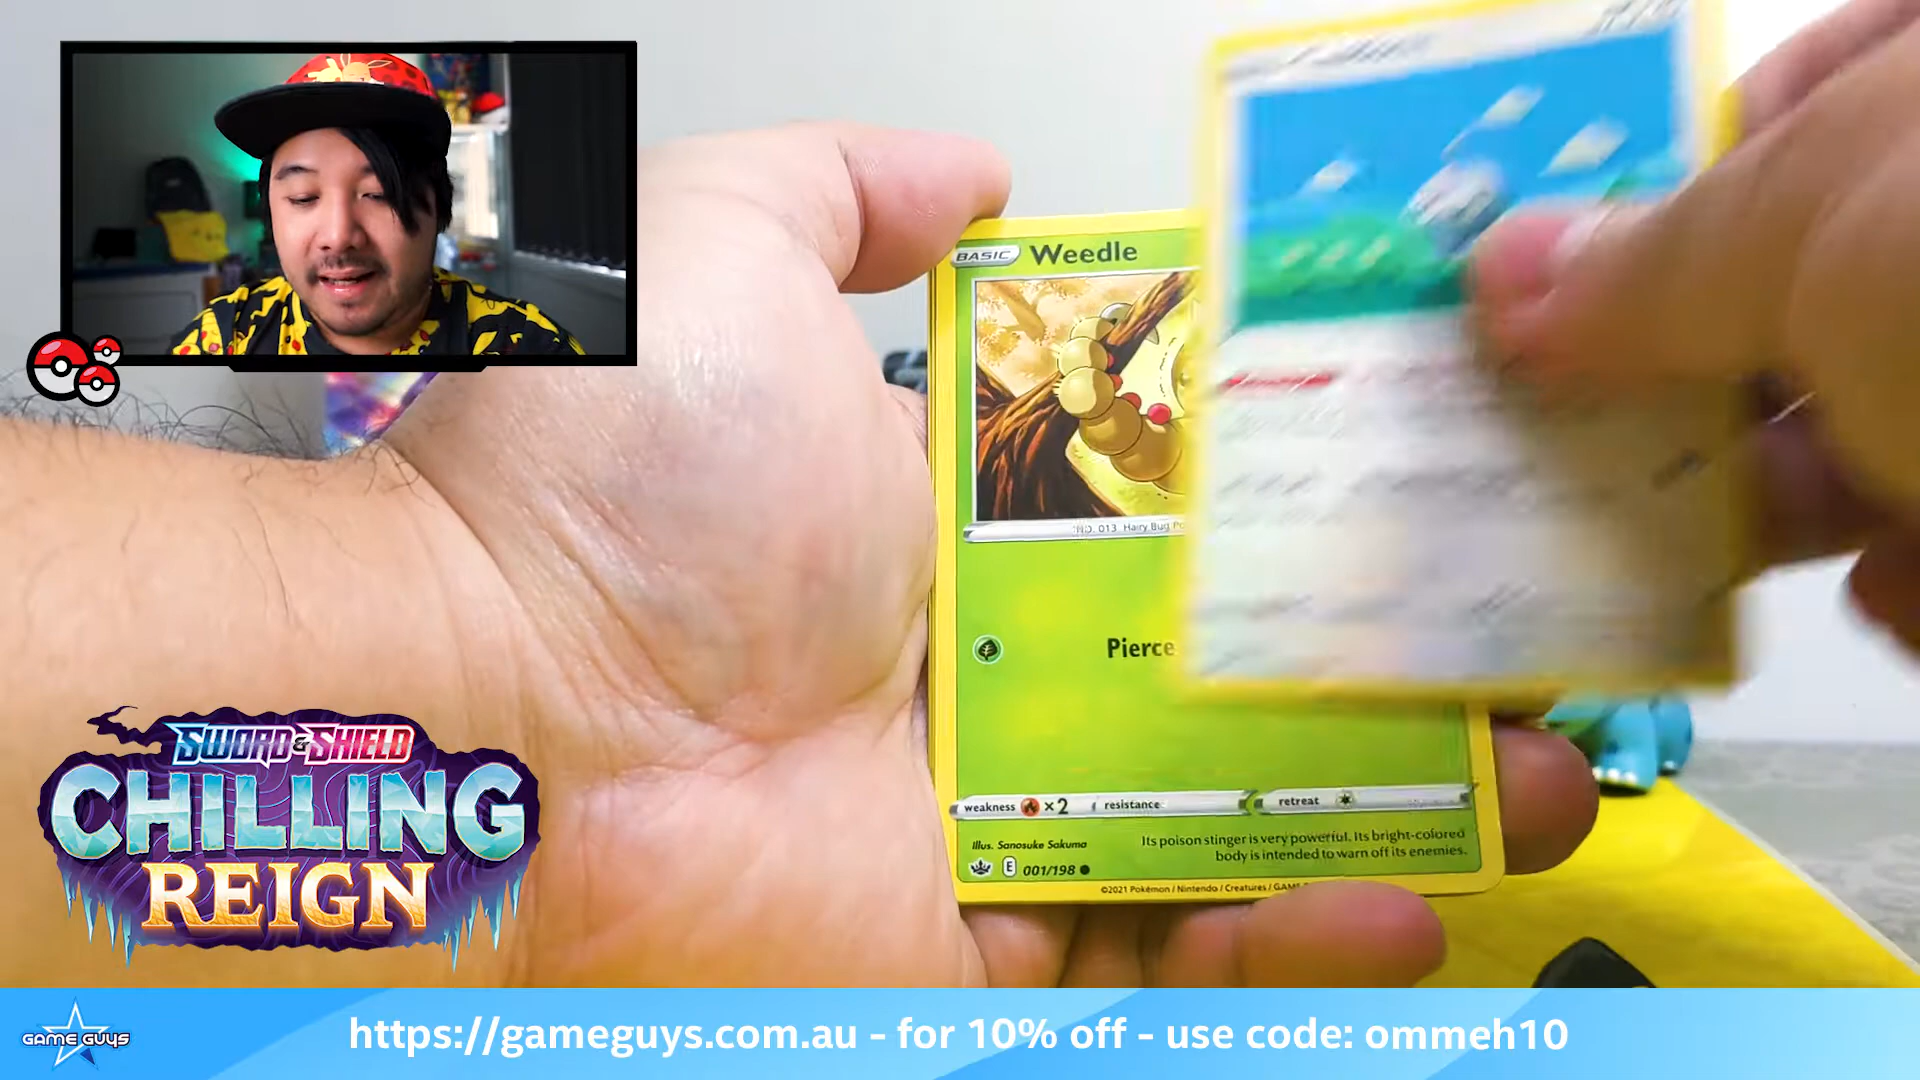 BASIC Weedle
NO. 013 Hairy Bug
Pierce
weakness ×2 resistance retreat
Illus. Sanosuke Sakuma
Its poison stinger is very powerful. Its bright-colored
body is intended to warn off its enemies.
E 001/198
©2021 Pokémon / Nintendo / Creatures /
SWORD & SHIELD
CHILLING
REIGN
GAME GUYS
https://gameguys.com.au - for 10% off - use code: ommeh10